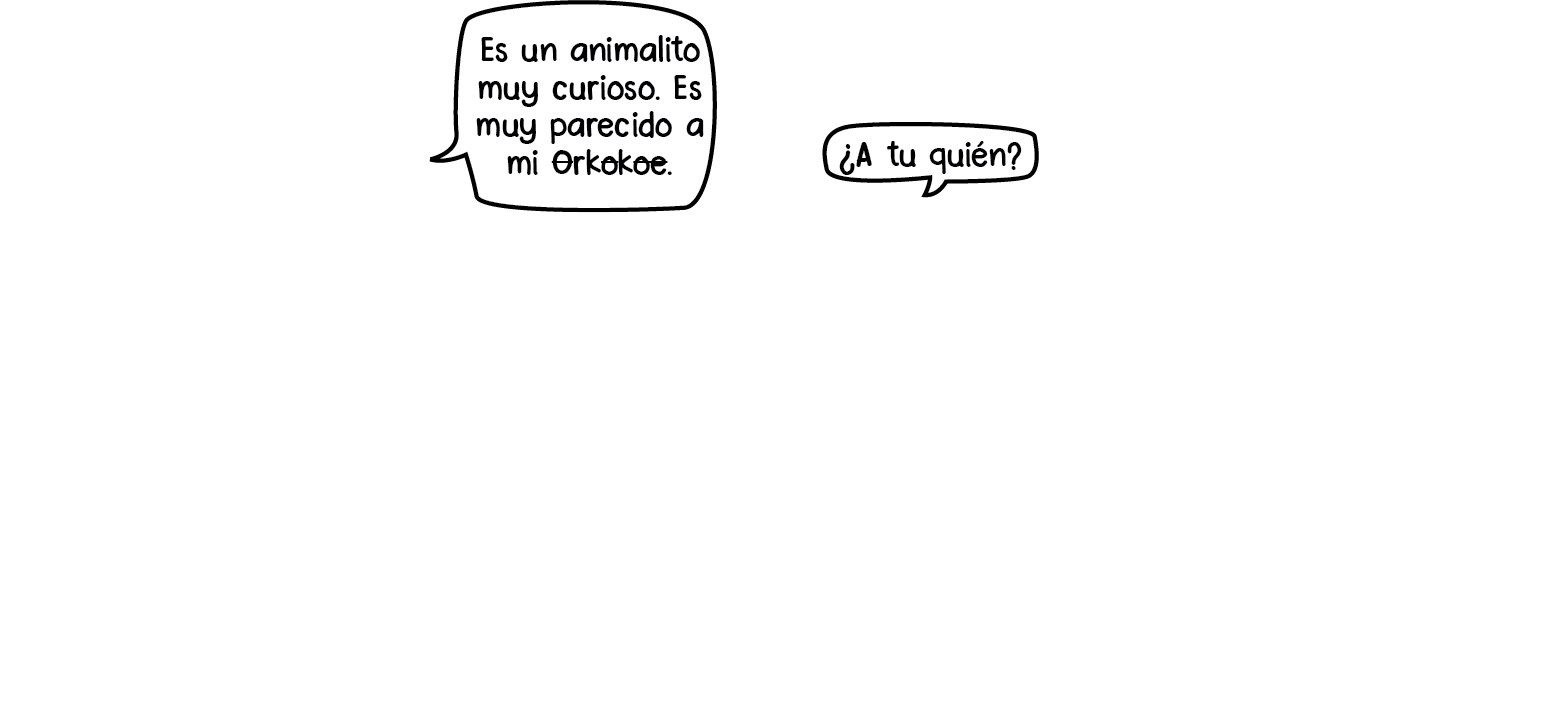 Es un animalito
muy curioso. Es
muy parecido a
mi Orkokoe.
¿A tu quién?